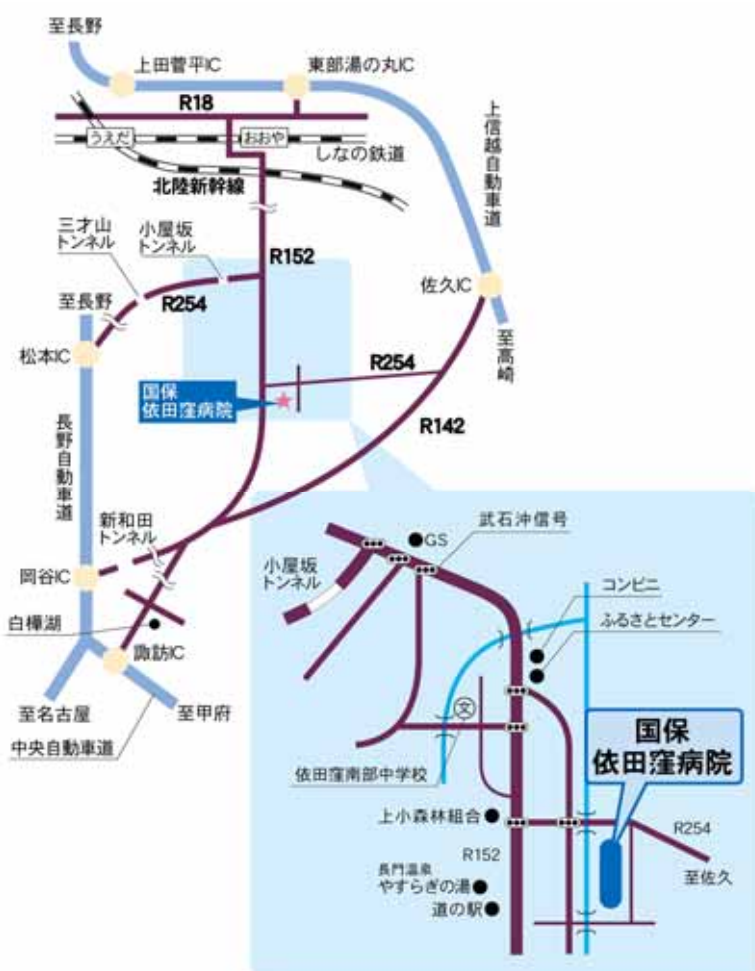 至長野
上田菅平IC
東部湯の丸IC
R18
うえだ
おおや
しなの鉄道
北陸新幹線
上信越自動車道
三才山
トンネル
小屋坂
トンネル
R152
佐久IC
至長野
R254
至高崎
松本IC
R254
国保
依田窪病院
R142
長野自動車道
新和田
トンネル
武石沖信号
GS
小屋坂
トンネル
岡谷IC
コンビニ
白樺湖
ふるさとセンター
諏訪IC
文
至名古屋
至甲府
国保
依田窪病院
中央自動車道
依田窪南部中学校
上小森林組合
R254
R152
長門温泉
やすらぎの湯
至佐久
道の駅